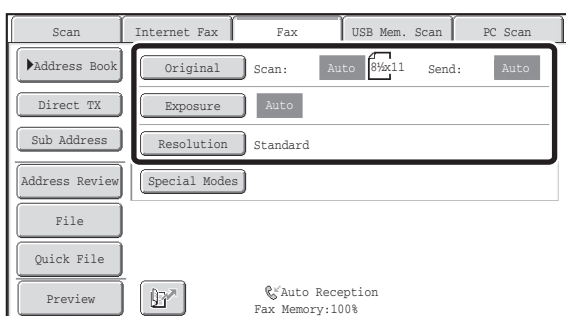 Scan Internet Fax Fax USB Mem. Scan PC Scan
Address Book Original Scan: Auto 8½x11 Send: Auto
Direct TX Exposure Auto
Sub Address Resolution Standard
Address Review Special Modes
File
Quick File
Preview Auto Reception
Fax Memory:100%